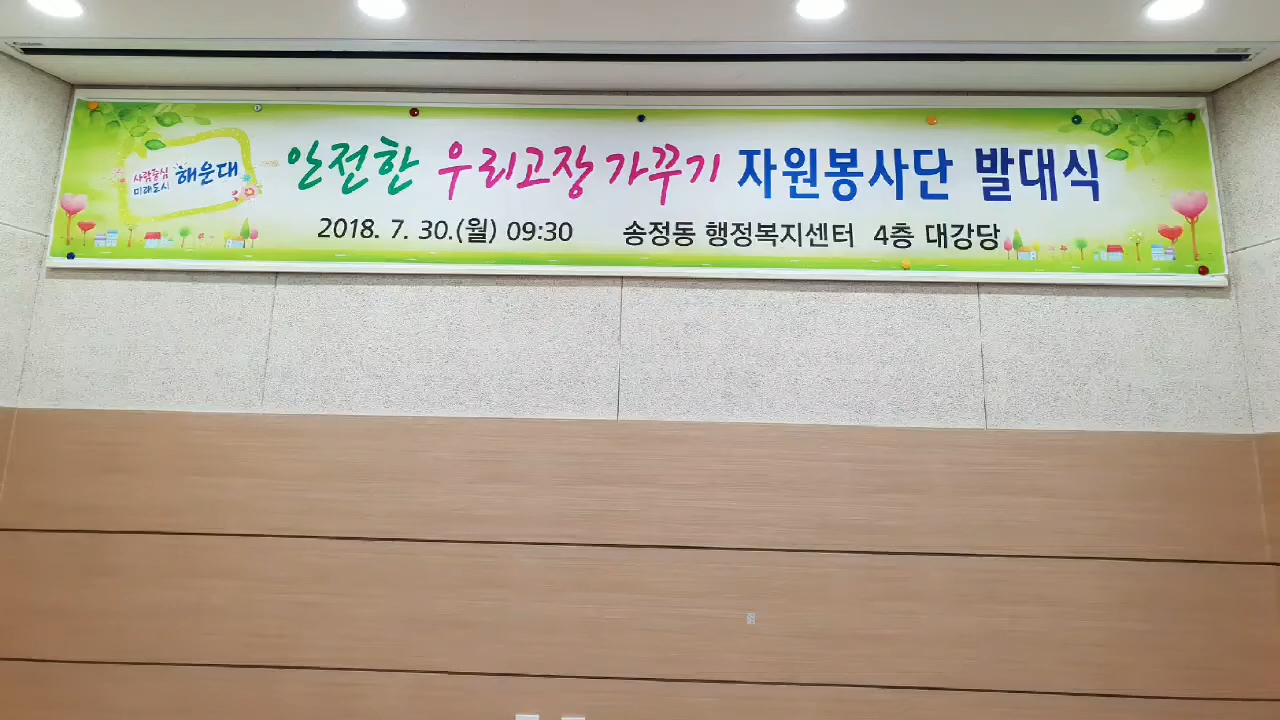 사람중심
미래도시 해운대
안전한 우리고장 가꾸기 자원봉사단 발대식
2018. 7. 30.(월) 09:30 송정동 행정복지센터 4층 대강당